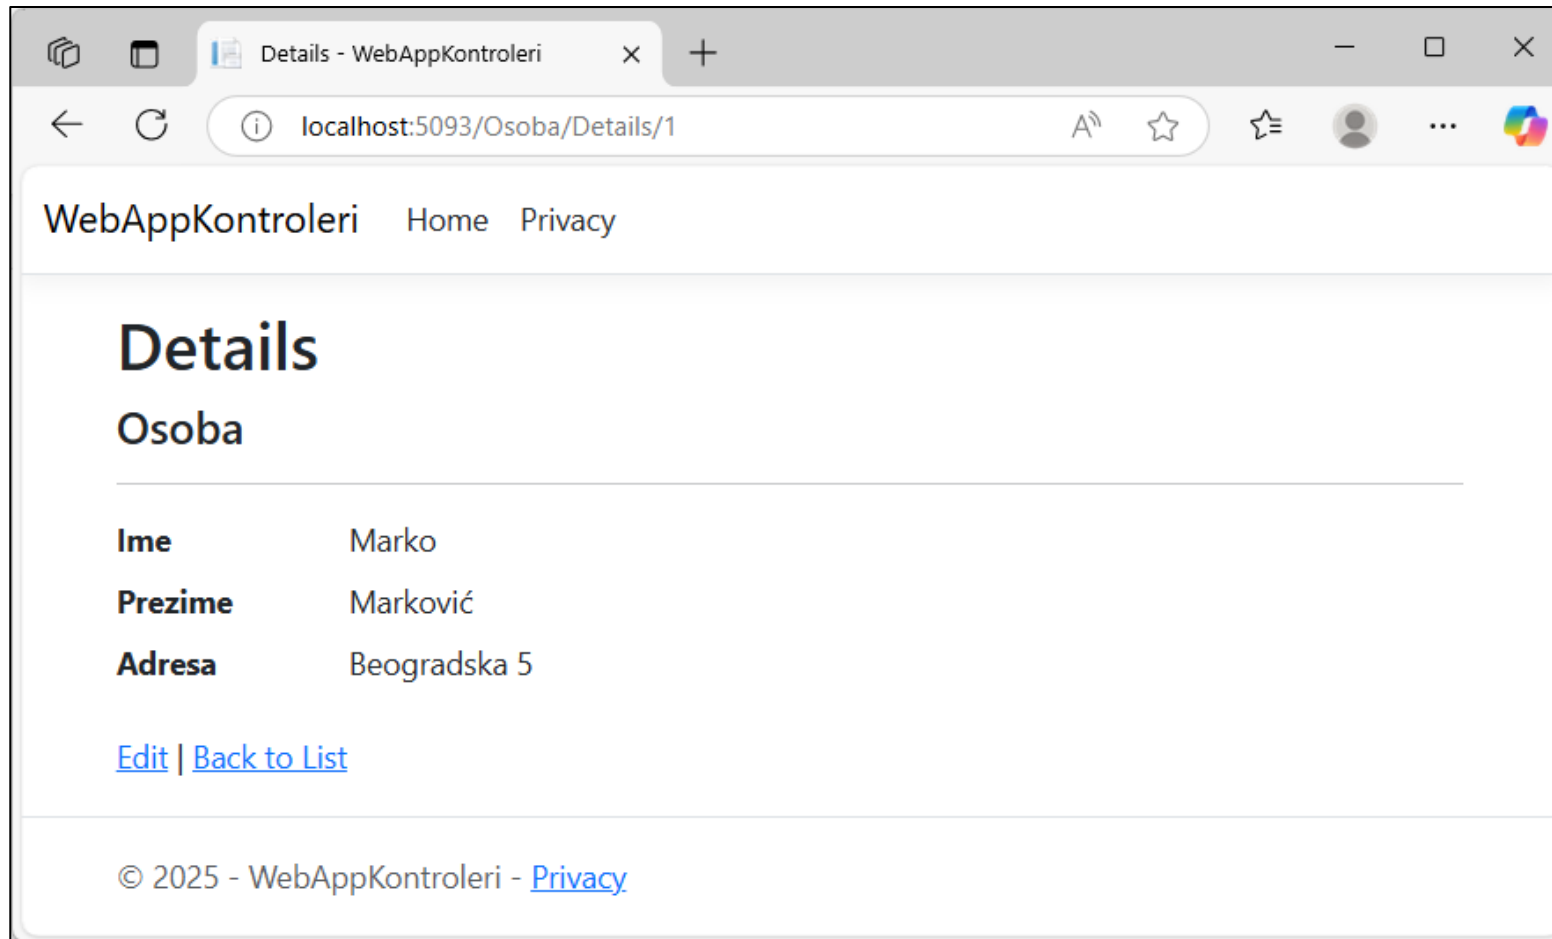 Details - WebAppKontroleri
localhost:5093/Osoba/Details/1
WebAppKontroleri Home Privacy
Details
Osoba
Ime Marko
Prezime Marković
Adresa Beogradska 5
Edit | Back to List
© 2025 - WebAppKontroleri - Privacy